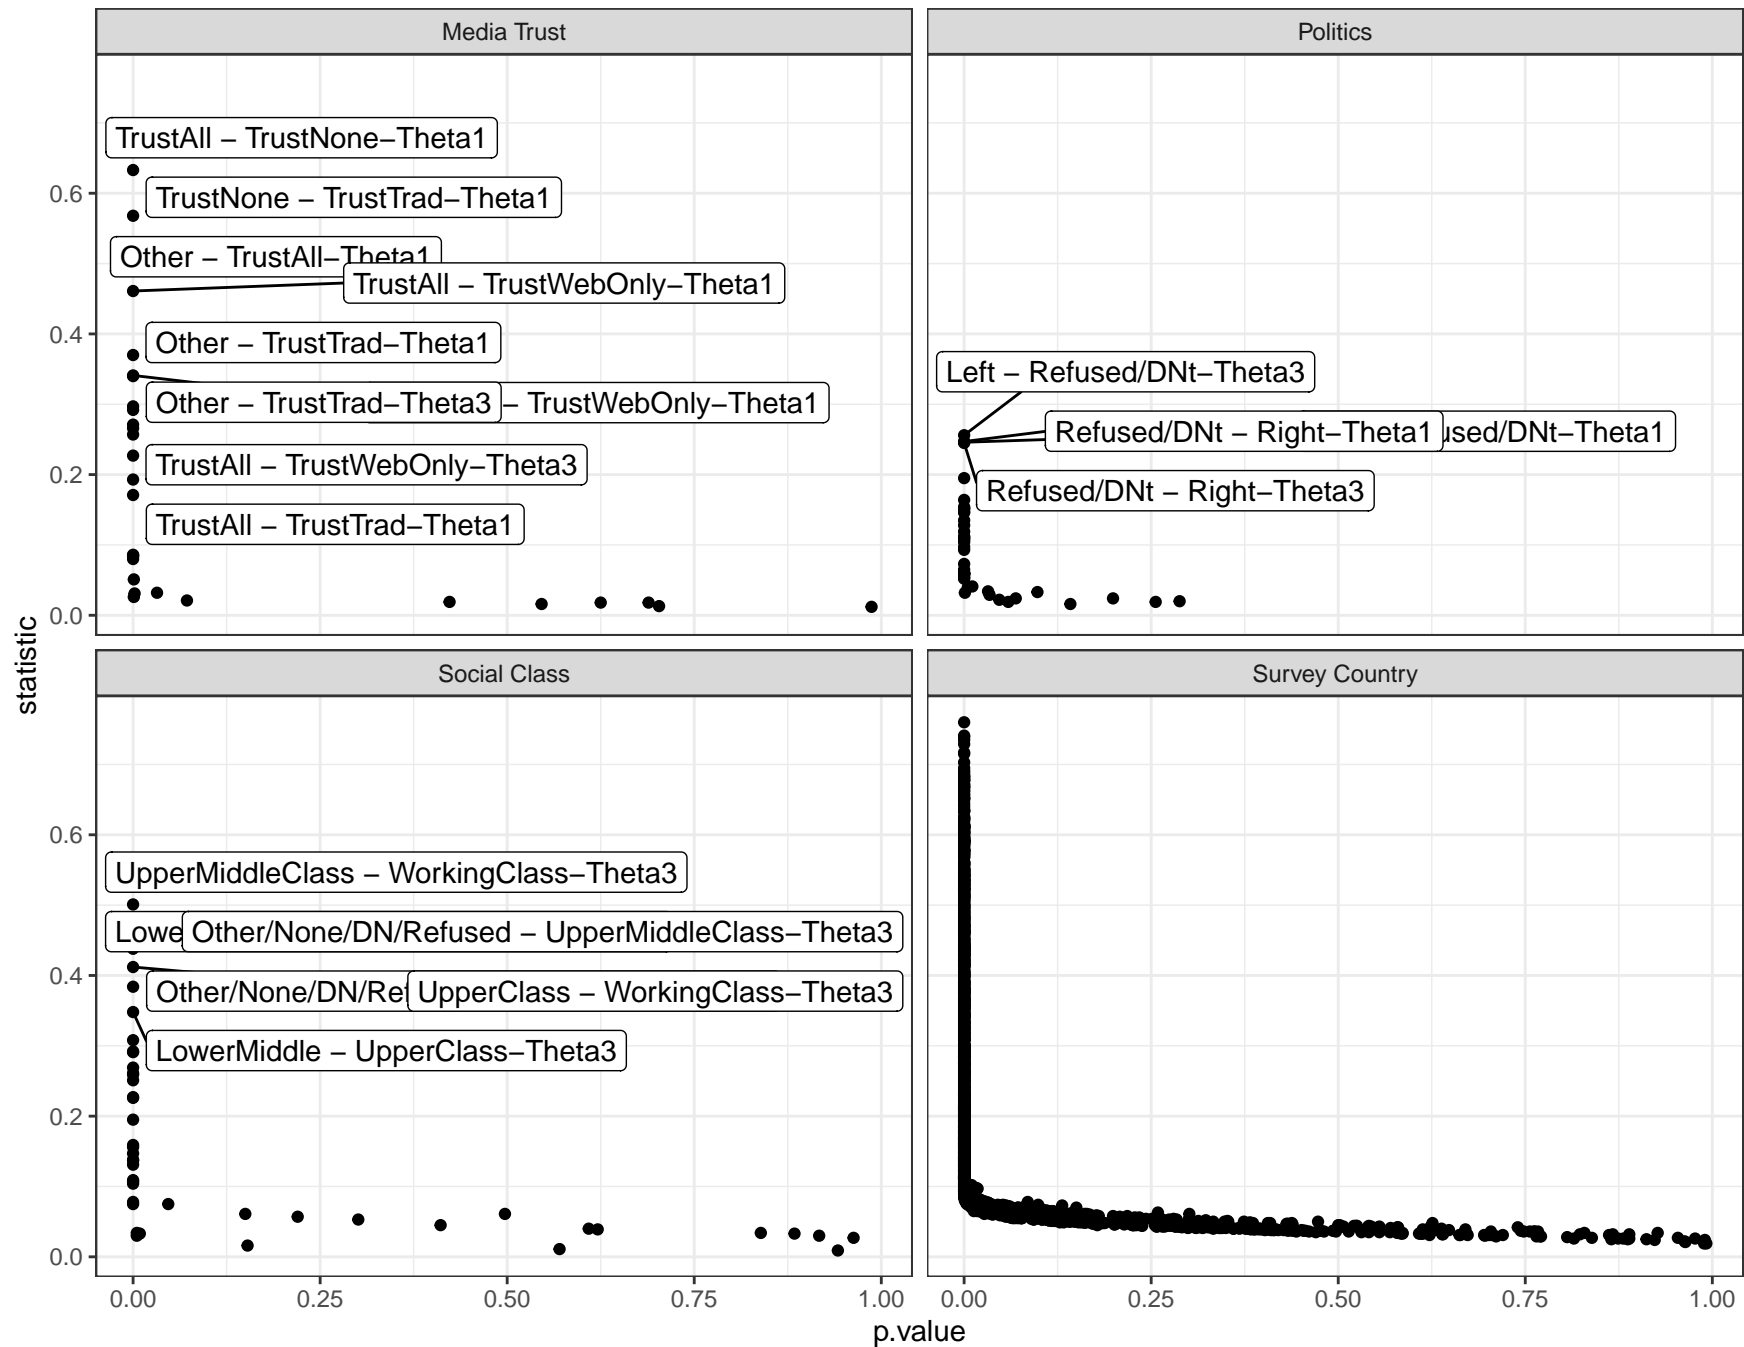 Media Trust
Politics
TrustAll – TrustNone–Theta1
TrustNone – TrustTrad–Theta1
Other – TrustAll–Theta1
TrustAll – TrustWebOnly–Theta1
Other – TrustTrad–Theta1
Other – TrustTrad–Theta3 – TrustWebOnly–Theta1
TrustAll – TrustWebOnly–Theta3
TrustAll – TrustTrad–Theta1
0.6
0.4
0.2
0.0
Left – Refused/DNt–Theta3
Refused/DNt – Right–Theta1 used/DNt–Theta1
Refused/DNt – Right–Theta3
statistic
Social Class
Survey Country
UpperMiddleClass – WorkingClass–Theta3
Lowe Other/None/DN/Refused – UpperMiddleClass–Theta3
Other/None/DN/Ref UpperClass – WorkingClass–Theta3
LowerMiddle – UpperClass–Theta3
0.6
0.4
0.2
0.0
0.00 0.25 0.50 0.75 1.00
0.00 0.25 0.50 0.75 1.00
p.value